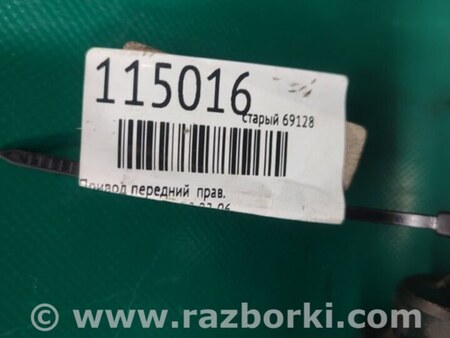 115016
старый 69128
Привод передний прав.
© www.razborki.com